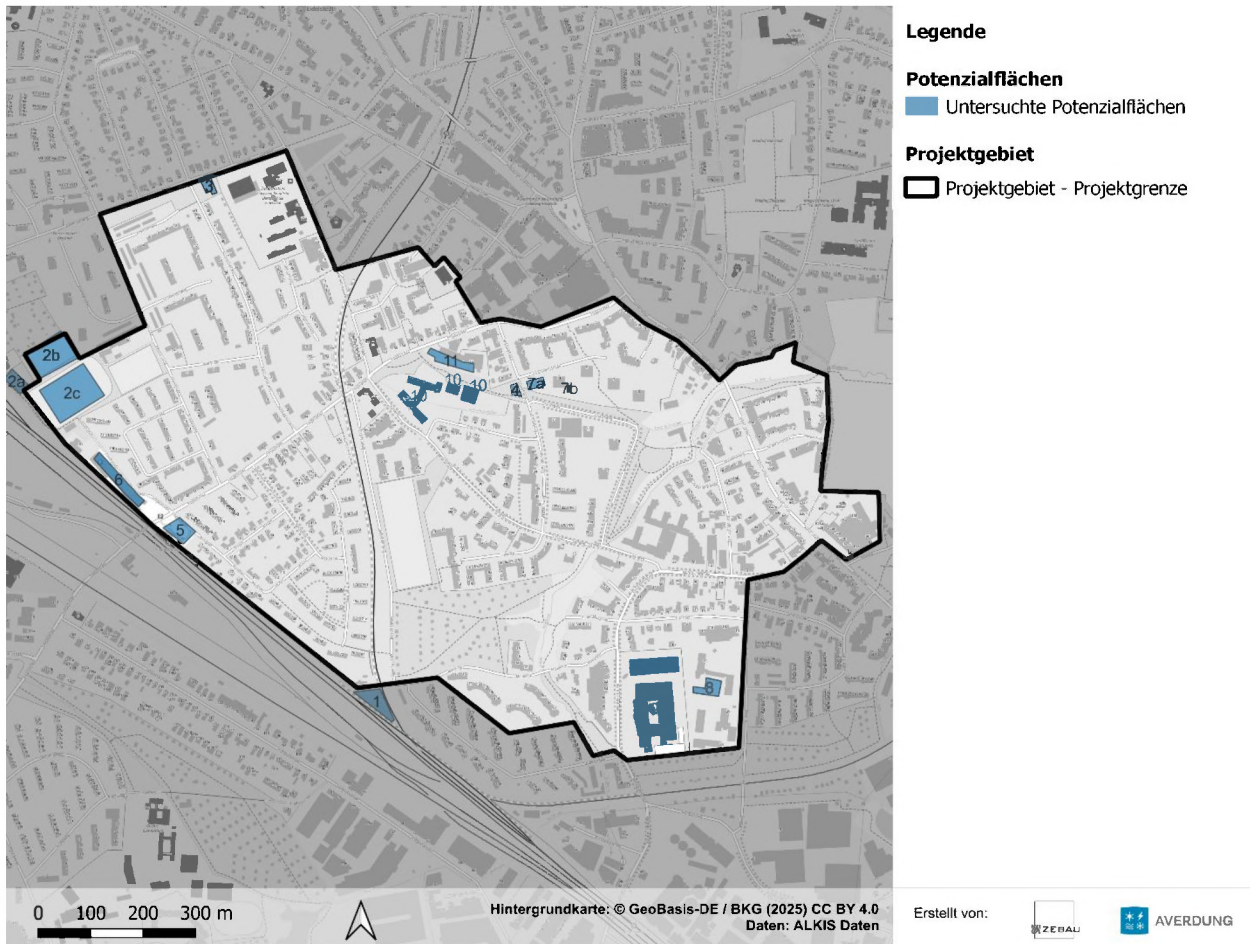 Legende
Potenzialflächen
Untersuchte Potenzialflächen
Projektgebiet
Projektgebiet - Projektgrenze
3
2b
2a
2c
11
10
10
4
7a
7b
6
5
1
8
0 100 200 300 m
Hintergrundkarte: © GeoBasis-DE / BKG (2025) CC BY 4.0
Daten: ALKIS Daten
Erstellt von:
ZEBAU
AVERDUNG